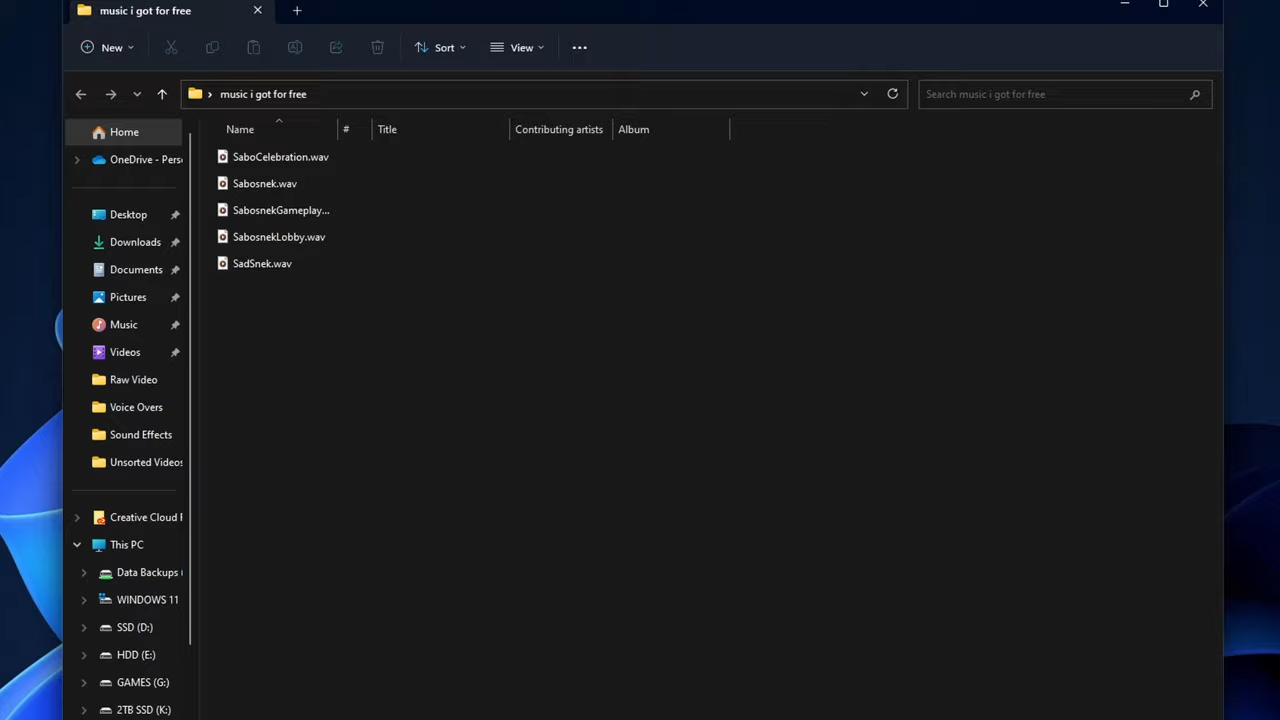 music i got for free
New
Sort
View
music i got for free
Search music i got for free
Name
#
Title
Contributing artists
Album
Home
OneDrive - Perso
Desktop
Downloads
Documents
Pictures
Music
Videos
Raw Video
Voice Overs
Sound Effects
Unsorted Videos
Creative Cloud F
This PC
Data Backups (
WINDOWS 11
SSD (D:)
HDD (E:)
GAMES (G:)
2TB SSD (K:)
SaboCelebration.wav
Sabosnek.wav
SabosnekGameplay...
SabosnekLobby.wav
SadSnek.wav